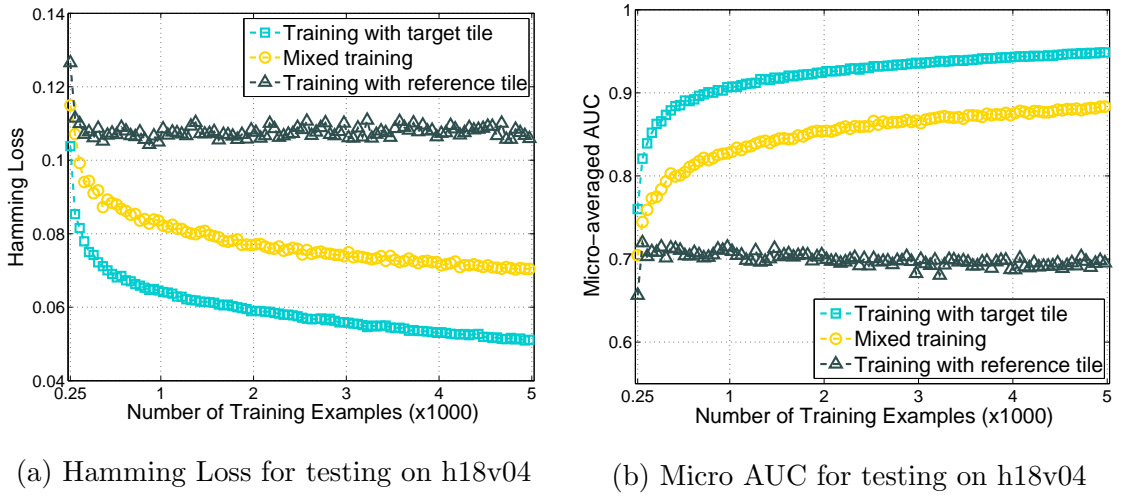 0.14
0.12
0.1
0.08
0.06
0.04
Hamming Loss
Training with target tile
Mixed training
Training with reference tile
0.25
1
2
3
4
5
Number of Training Examples (x1000)
(a) Hamming Loss for testing on h18v04
1
0.9
0.8
0.7
0.6
Micro−averaged AUC
Training with target tile
Mixed training
Training with reference tile
0.25
1
2
3
4
5
Number of Training Examples (x1000)
(b) Micro AUC for testing on h18v04